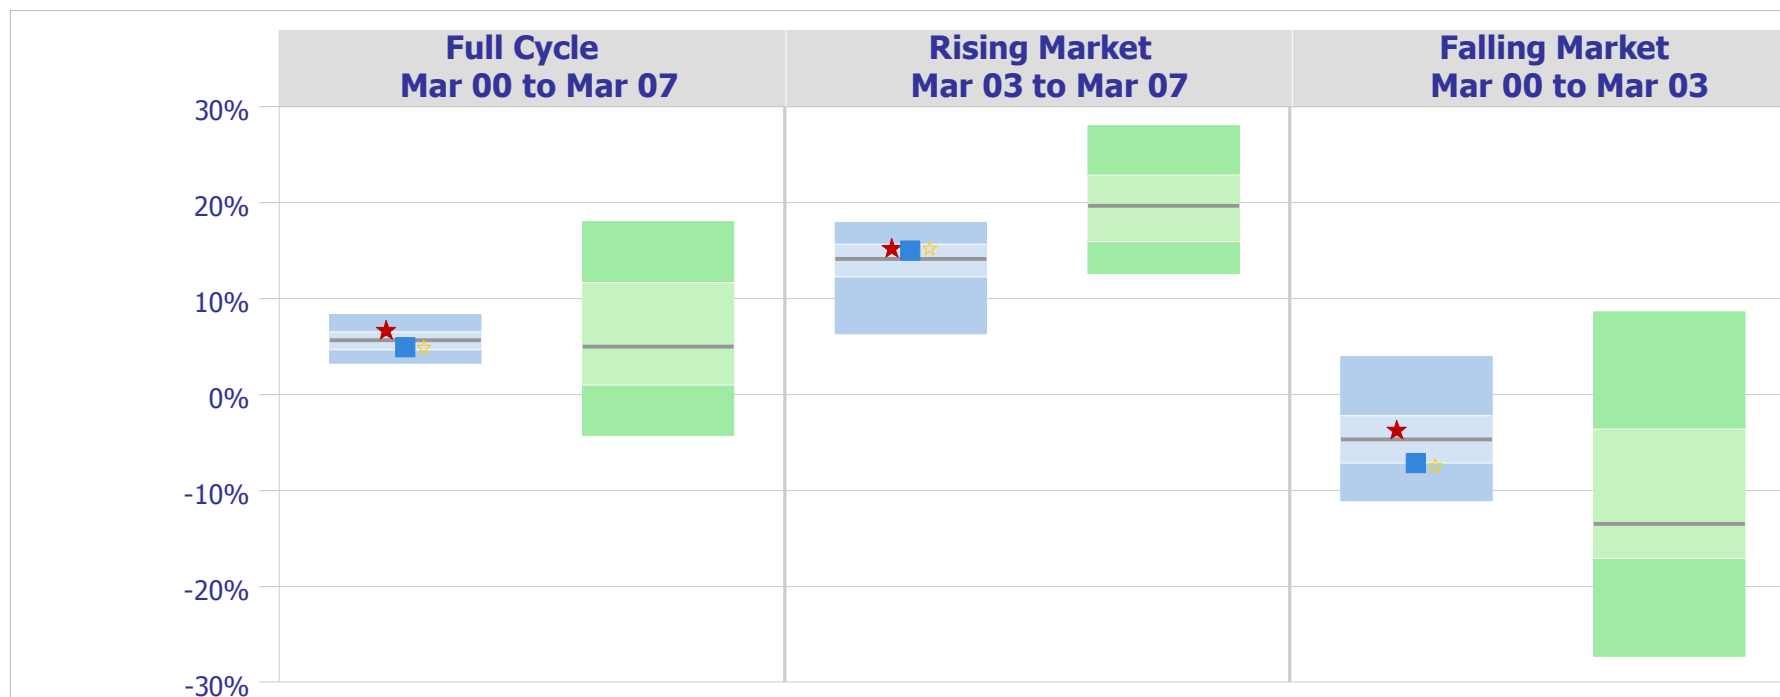 Full Cycle
Mar 00 to Mar 07
Rising Market
Mar 03 to Mar 07
Falling Market
Mar 00 to Mar 03
30%
20%
10%
0%
-10%
-20%
-30%